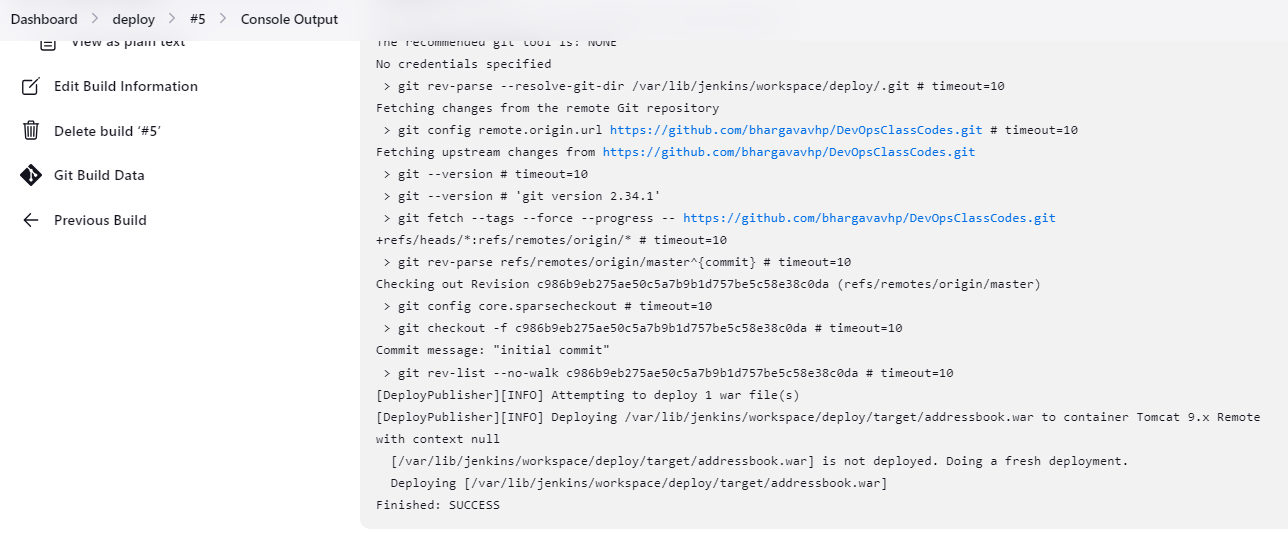 Dashboard > deploy > #5 > Console Output
View as plain text
Edit Build Information
Delete build ‘#5’
Git Build Data
Previous Build
The recommended git tool is: NONE
No credentials specified
> git rev-parse --resolve-git-dir /var/lib/jenkins/workspace/deploy/.git # timeout=10
Fetching changes from the remote Git repository
> git config remote.origin.url https://github.com/bhargavavhp/DevOpsClassCodes.git # timeout=10
Fetching upstream changes from https://github.com/bhargavavhp/DevOpsClassCodes.git
> git --version # timeout=10
> git --version # 'git version 2.34.1'
> git fetch --tags --force --progress -- https://github.com/bhargavavhp/DevOpsClassCodes.git
+refs/heads/*:refs/remotes/origin/* # timeout=10
> git rev-parse refs/remotes/origin/master^{commit} # timeout=10
Checking out Revision c986b9eb275ae50c5a7b9b1d757be5c58e38c0da (refs/remotes/origin/master)
> git config core.sparsecheckout # timeout=10
> git checkout -f c986b9eb275ae50c5a7b9b1d757be5c58e38c0da # timeout=10
Commit message: "initial commit"
> git rev-list --no-walk c986b9eb275ae50c5a7b9b1d757be5c58e38c0da # timeout=10
[DeployPublisher][INFO] Attempting to deploy 1 war file(s)
[DeployPublisher][INFO] Deploying /var/lib/jenkins/workspace/deploy/target/addressbook.war to container Tomcat 9.x Remote
with context null
[/var/lib/jenkins/workspace/deploy/target/addressbook.war] is not deployed. Doing a fresh deployment.
Deploying [/var/lib/jenkins/workspace/deploy/target/addressbook.war]
Finished: SUCCESS